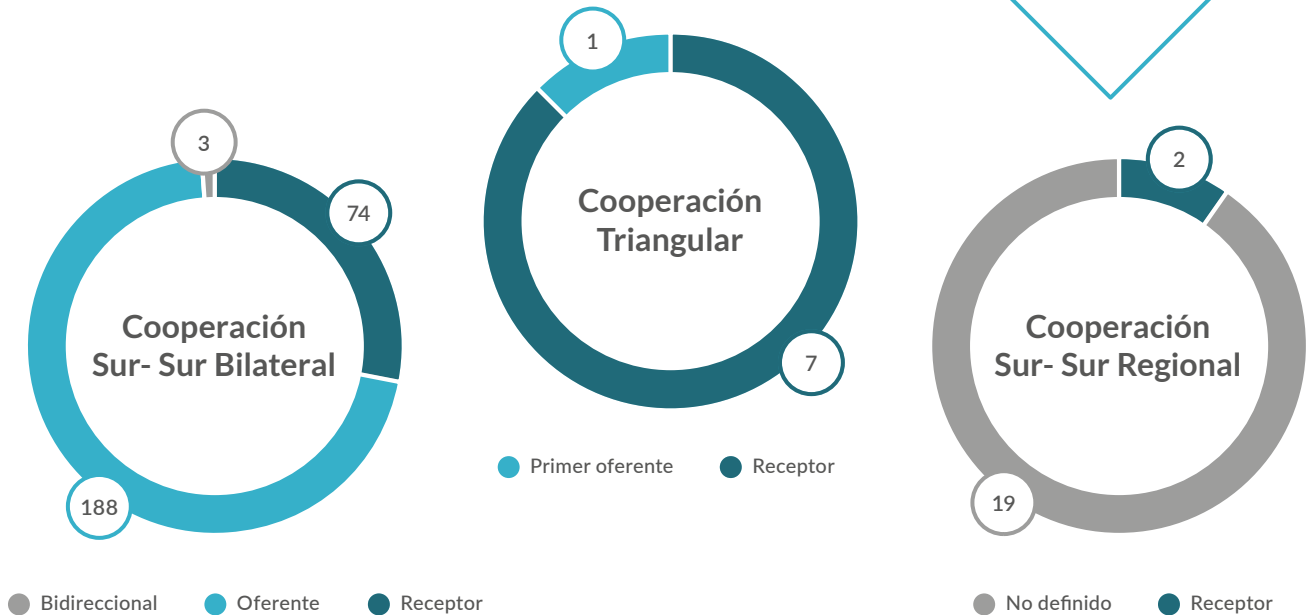 3
74
Cooperación
Sur- Sur Bilateral
188
Bidireccional
Oferente
Receptor
1
Cooperación
Triangular
7
Primer oferente
Receptor
2
Cooperación
Sur- Sur Regional
19
No definido
Receptor